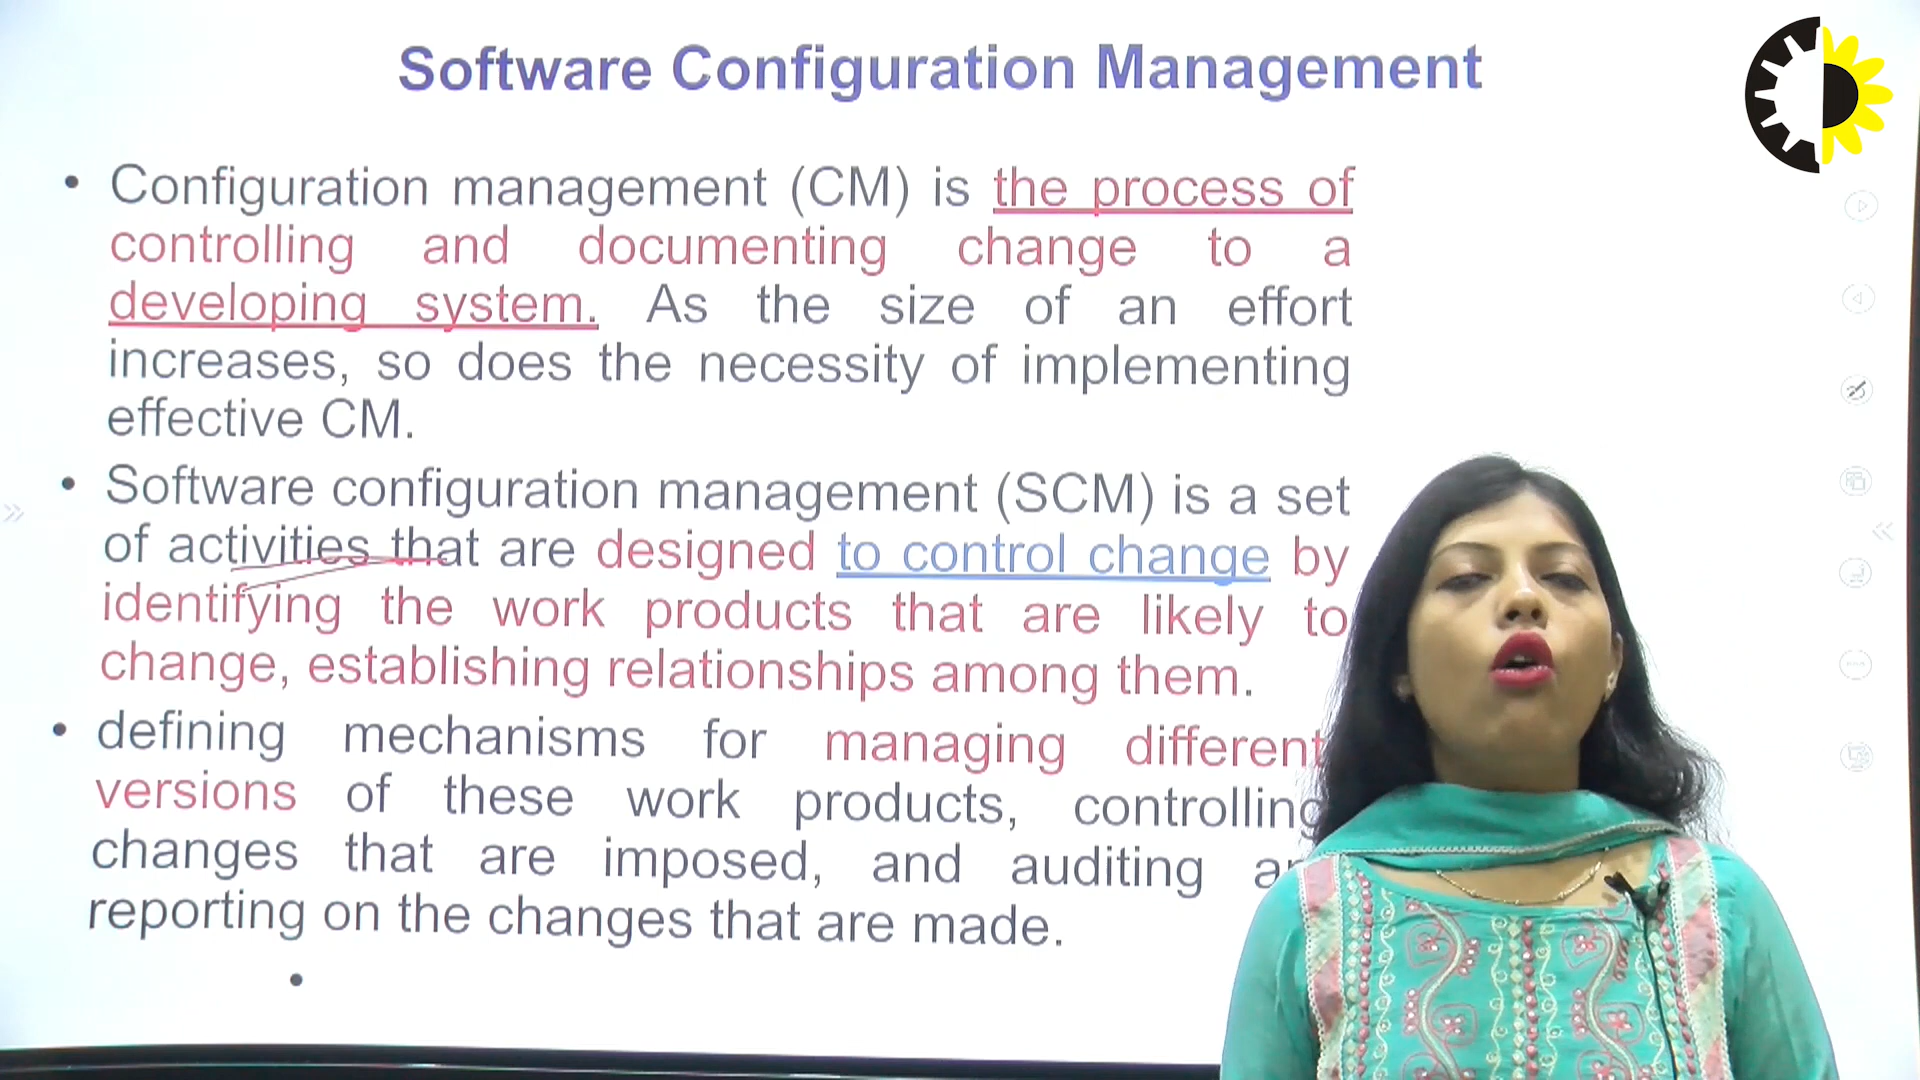 Software Configuration Management
• Configuration management (CM) is the process of
controlling and documenting change to a
developing system. As the size of an effort
increases, so does the necessity of implementing
effective CM.
• Software configuration management (SCM) is a set
of activities that are designed to control change by
identifying the work products that are likely to
change, establishing relationships among them.
• defining mechanisms for managing different
versions of these work products, controlling
changes that are imposed, and auditing
reporting on the changes that are made.
•